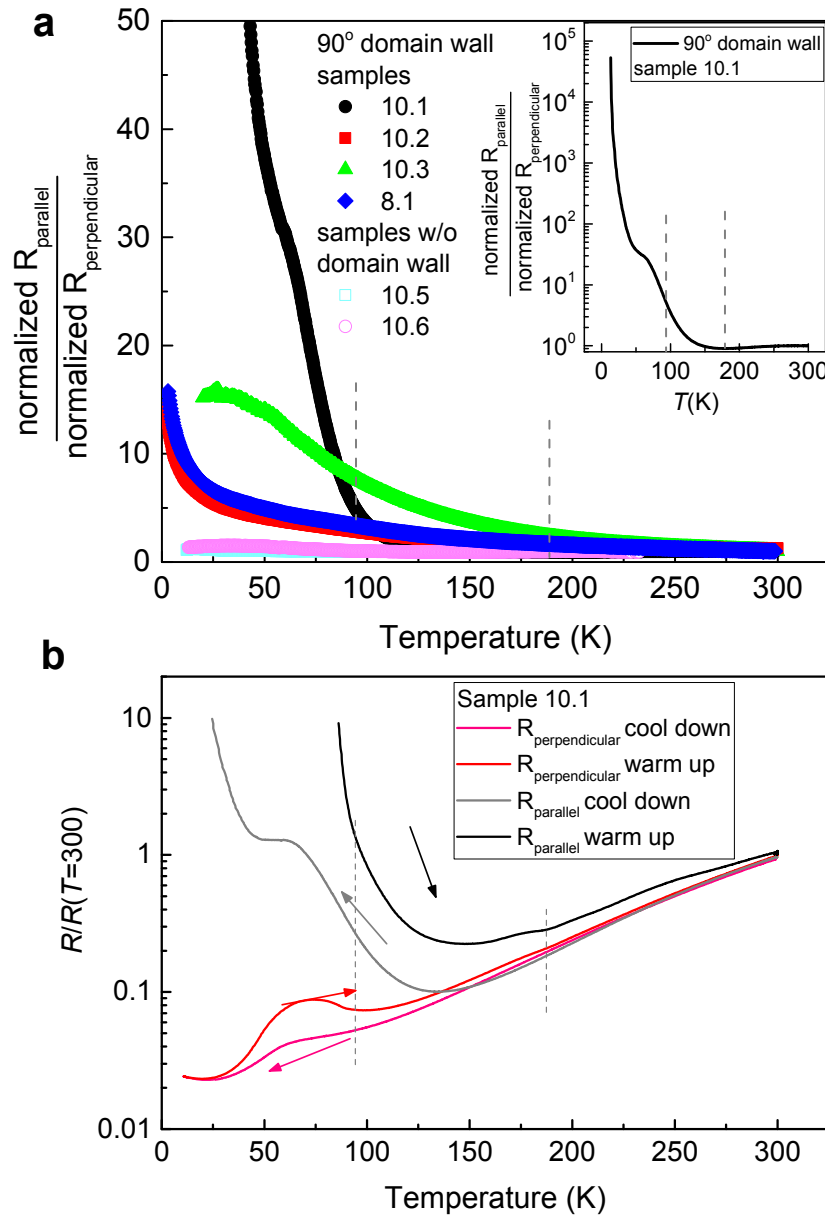 a
normalized R_parallel
normalized R_perpendicular
50
40
30
20
10
0
90° domain wall
samples
10.1
10.2
10.3
8.1
samples w/o
domain wall
10.5
10.6
0
50
100
150
200
250
300
Temperature (K)
normalized R_parallel
normalized R_perpendicular
10^5
10^4
10^3
10^2
10^1
10^0
90° domain wall
sample 10.1
0
100
200
300
T(K)
b
R/R(T=300)
10
1
0.1
0.01
Sample 10.1
R_perpendicular cool down
R_perpendicular warm up
R_parallel cool down
R_parallel warm up
0
50
100
150
200
250
300
Temperature (K)